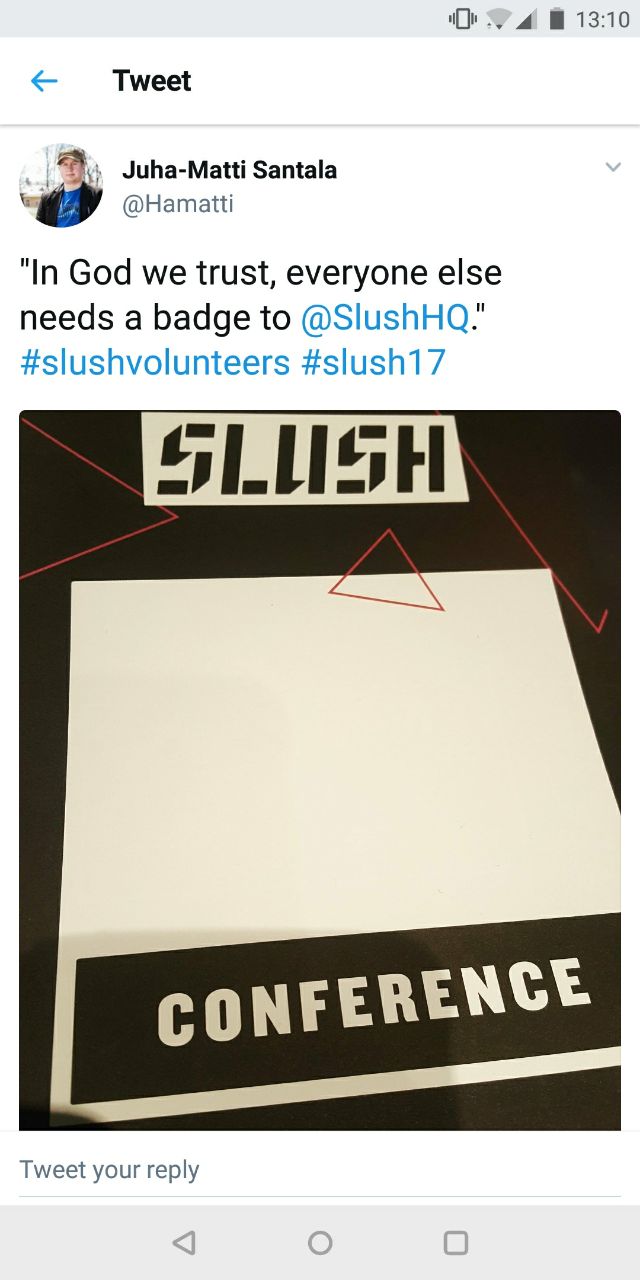 13:10
Tweet
Juha-Matti Santala
@Hamatti
"In God we trust, everyone else
needs a badge to @SlushHQ."
#slushvolunteers #slush17
SLUSH
CONFERENCE
Tweet your reply